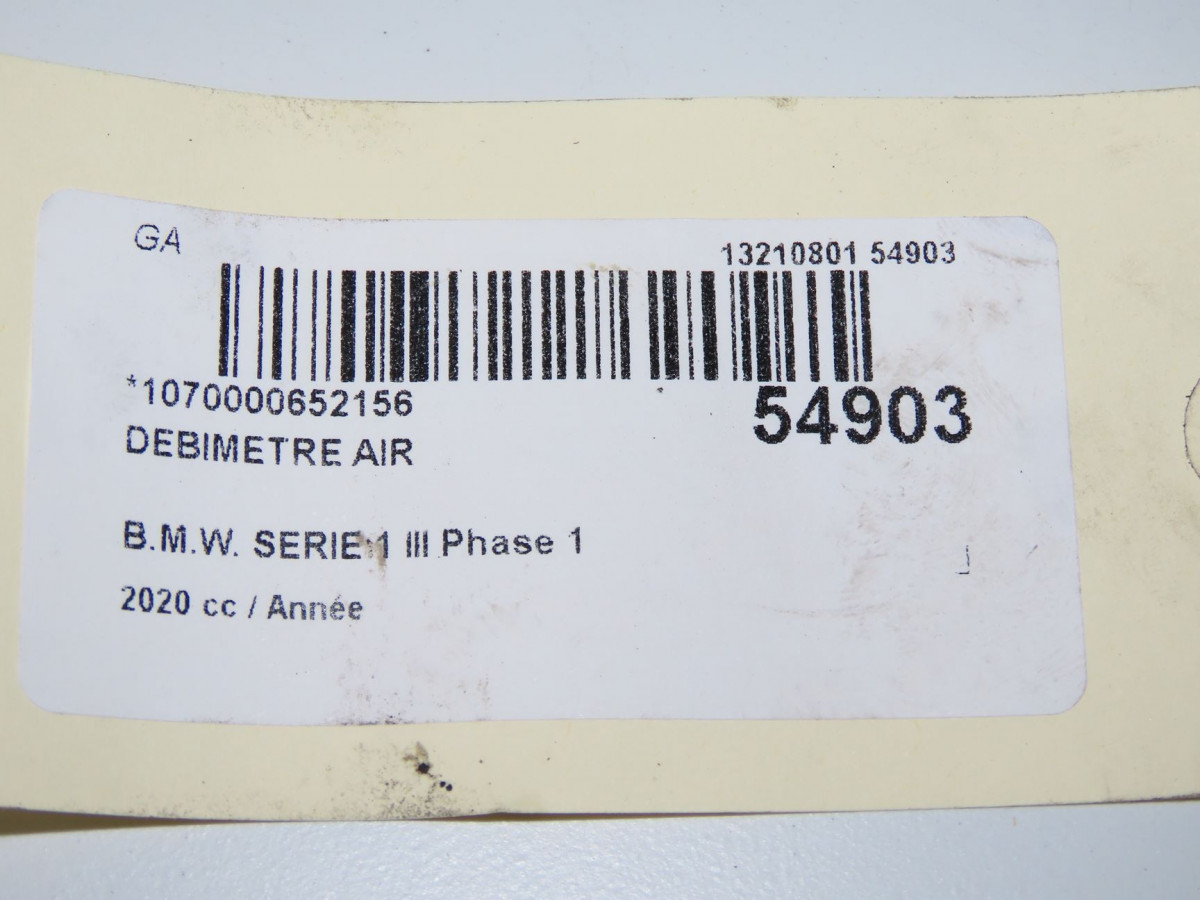 GA
13210801 54903
*1070000652156
54903
DEBIMETRE AIR
B.M.W. SERIE 1 III Phase 1
2020 cc / Année